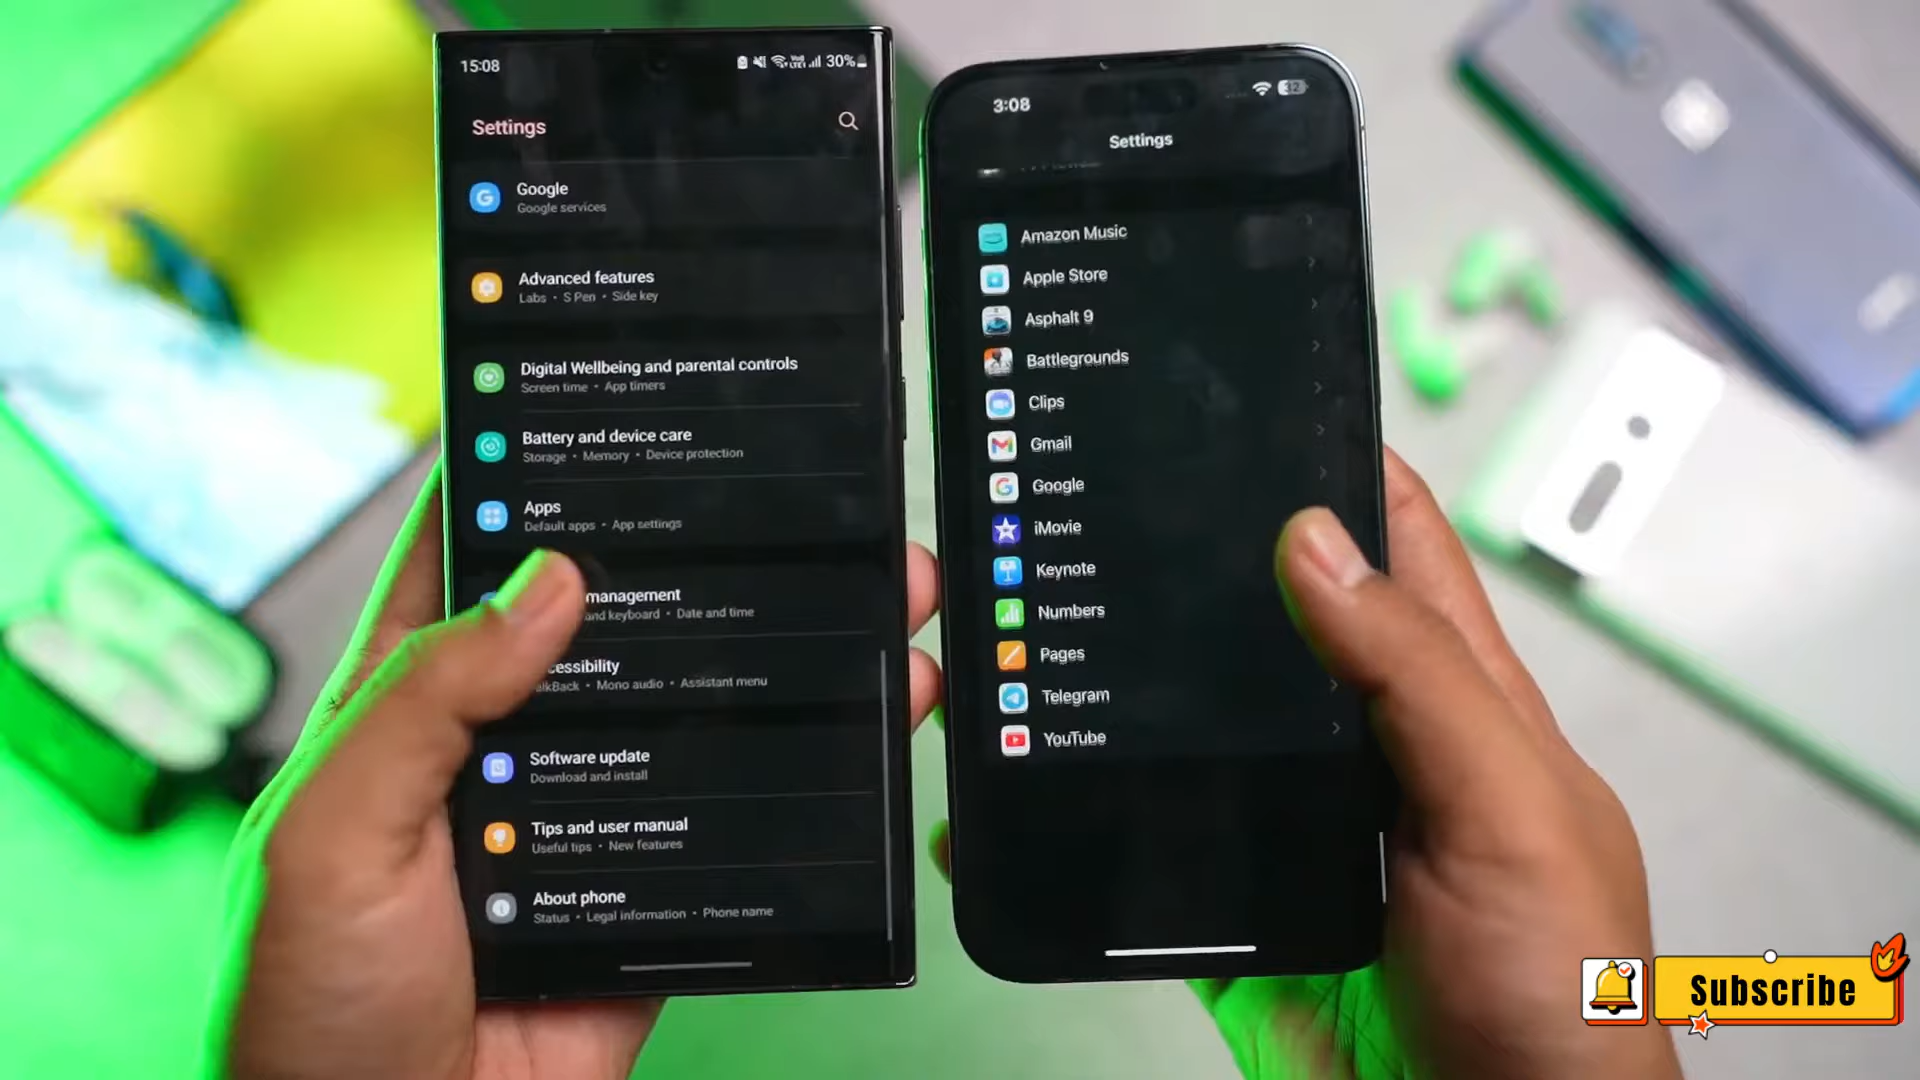 15:08
30%
Settings
Google
Google services
Advanced features
Labs • S Pen • Side key
Digital Wellbeing and parental controls
Screen time • App timers
Battery and device care
Storage • Memory • Device protection
Apps
Default apps • App settings
management
and keyboard • Date and time
cessibility
alkBack • Mono audio • Assistant menu
Software update
Download and install
Tips and user manual
Useful tips • New features
About phone
Status • Legal information • Phone name
3:08
32
Settings
Amazon Music
Apple Store
Asphalt 9
Battlegrounds
Clips
Gmail
Google
iMovie
Keynote
Numbers
Pages
Telegram
YouTube
Subscribe